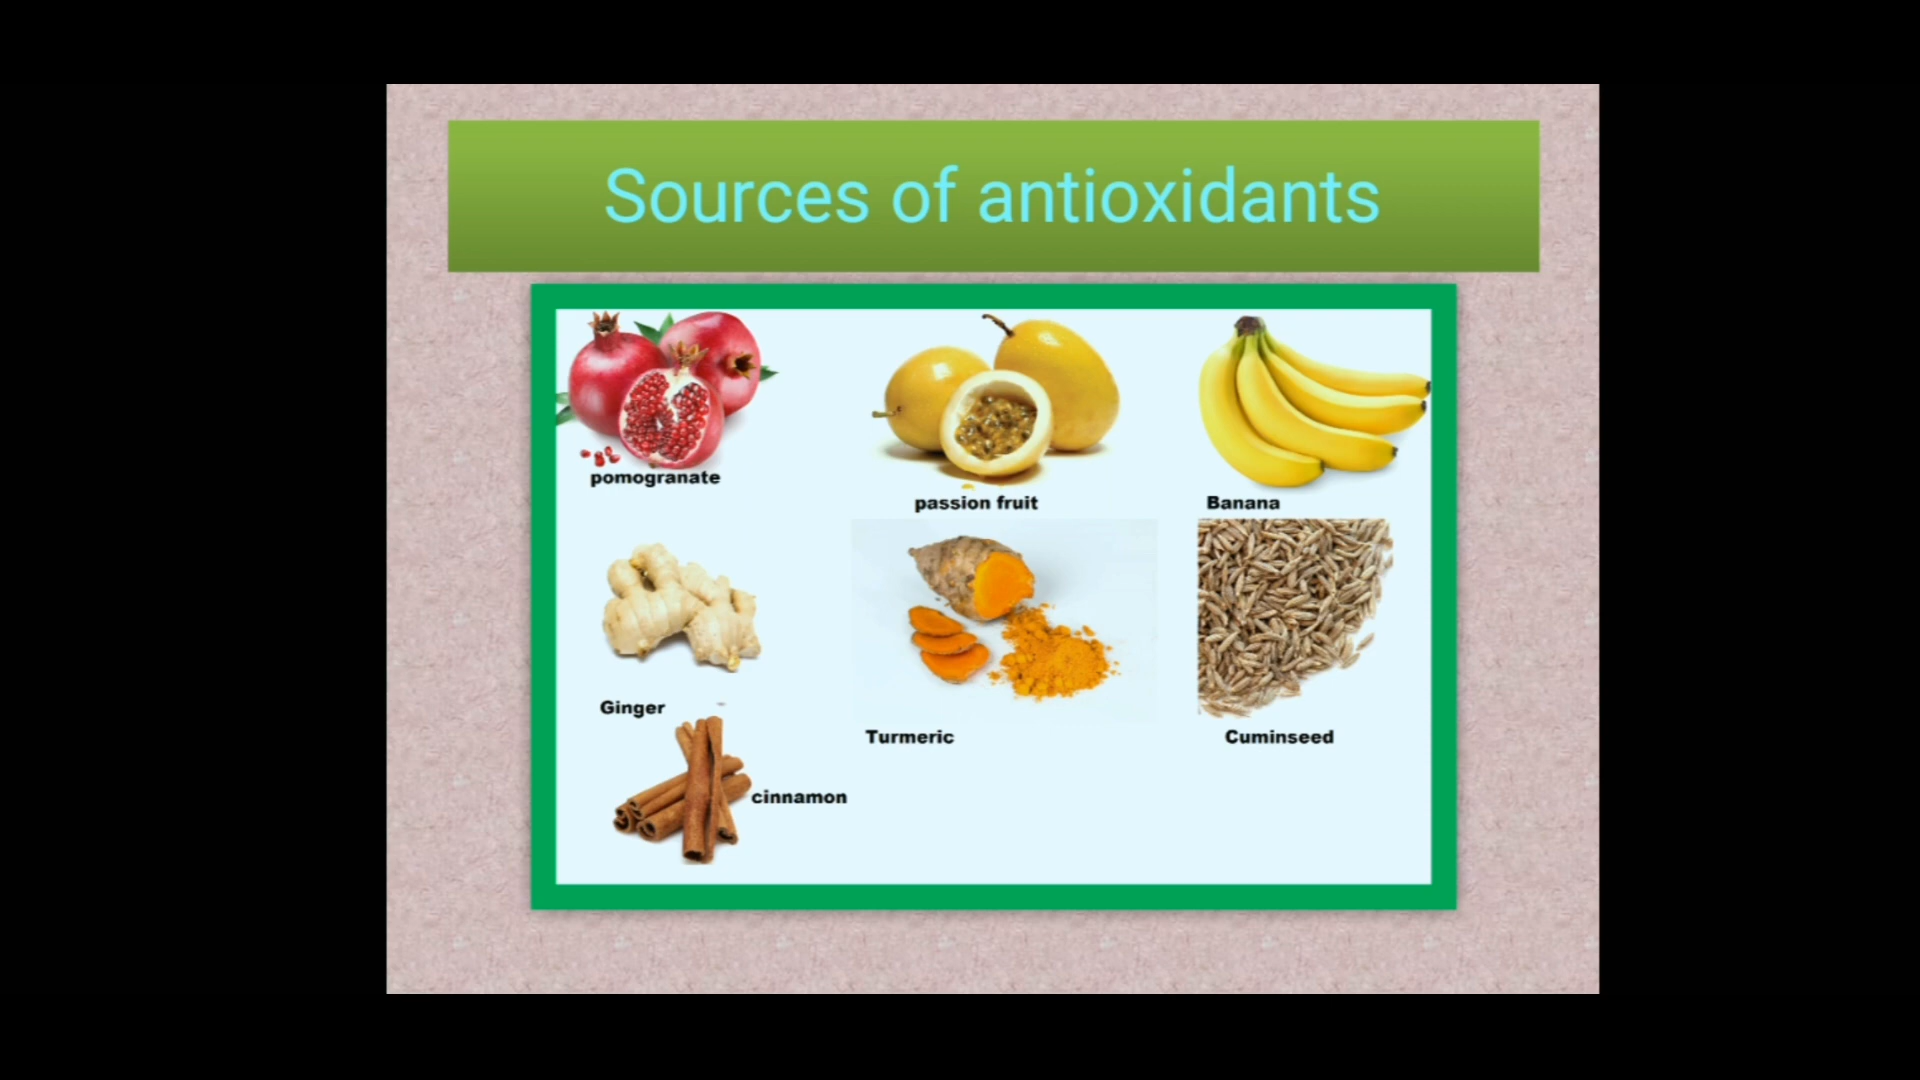 Sources of antioxidants
pomogranate
passion fruit
Banana
Ginger
Turmeric
Cuminseed
cinnamon